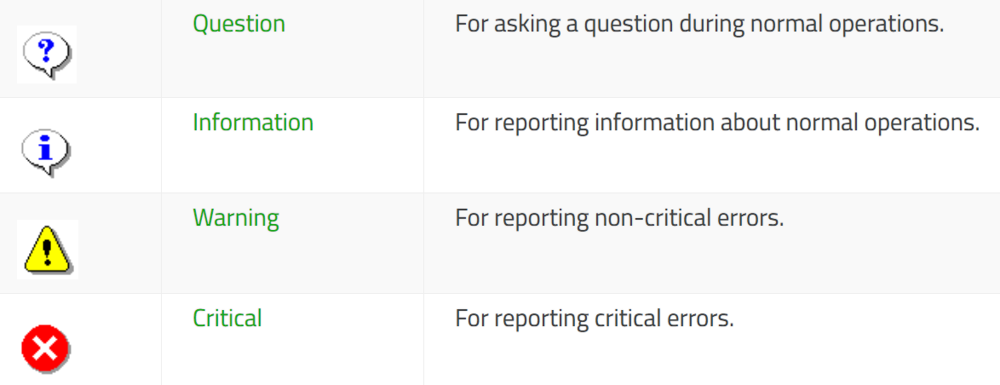 Question For asking a question during normal operations.
Information For reporting information about normal operations.
Warning For reporting non-critical errors.
Critical For reporting critical errors.